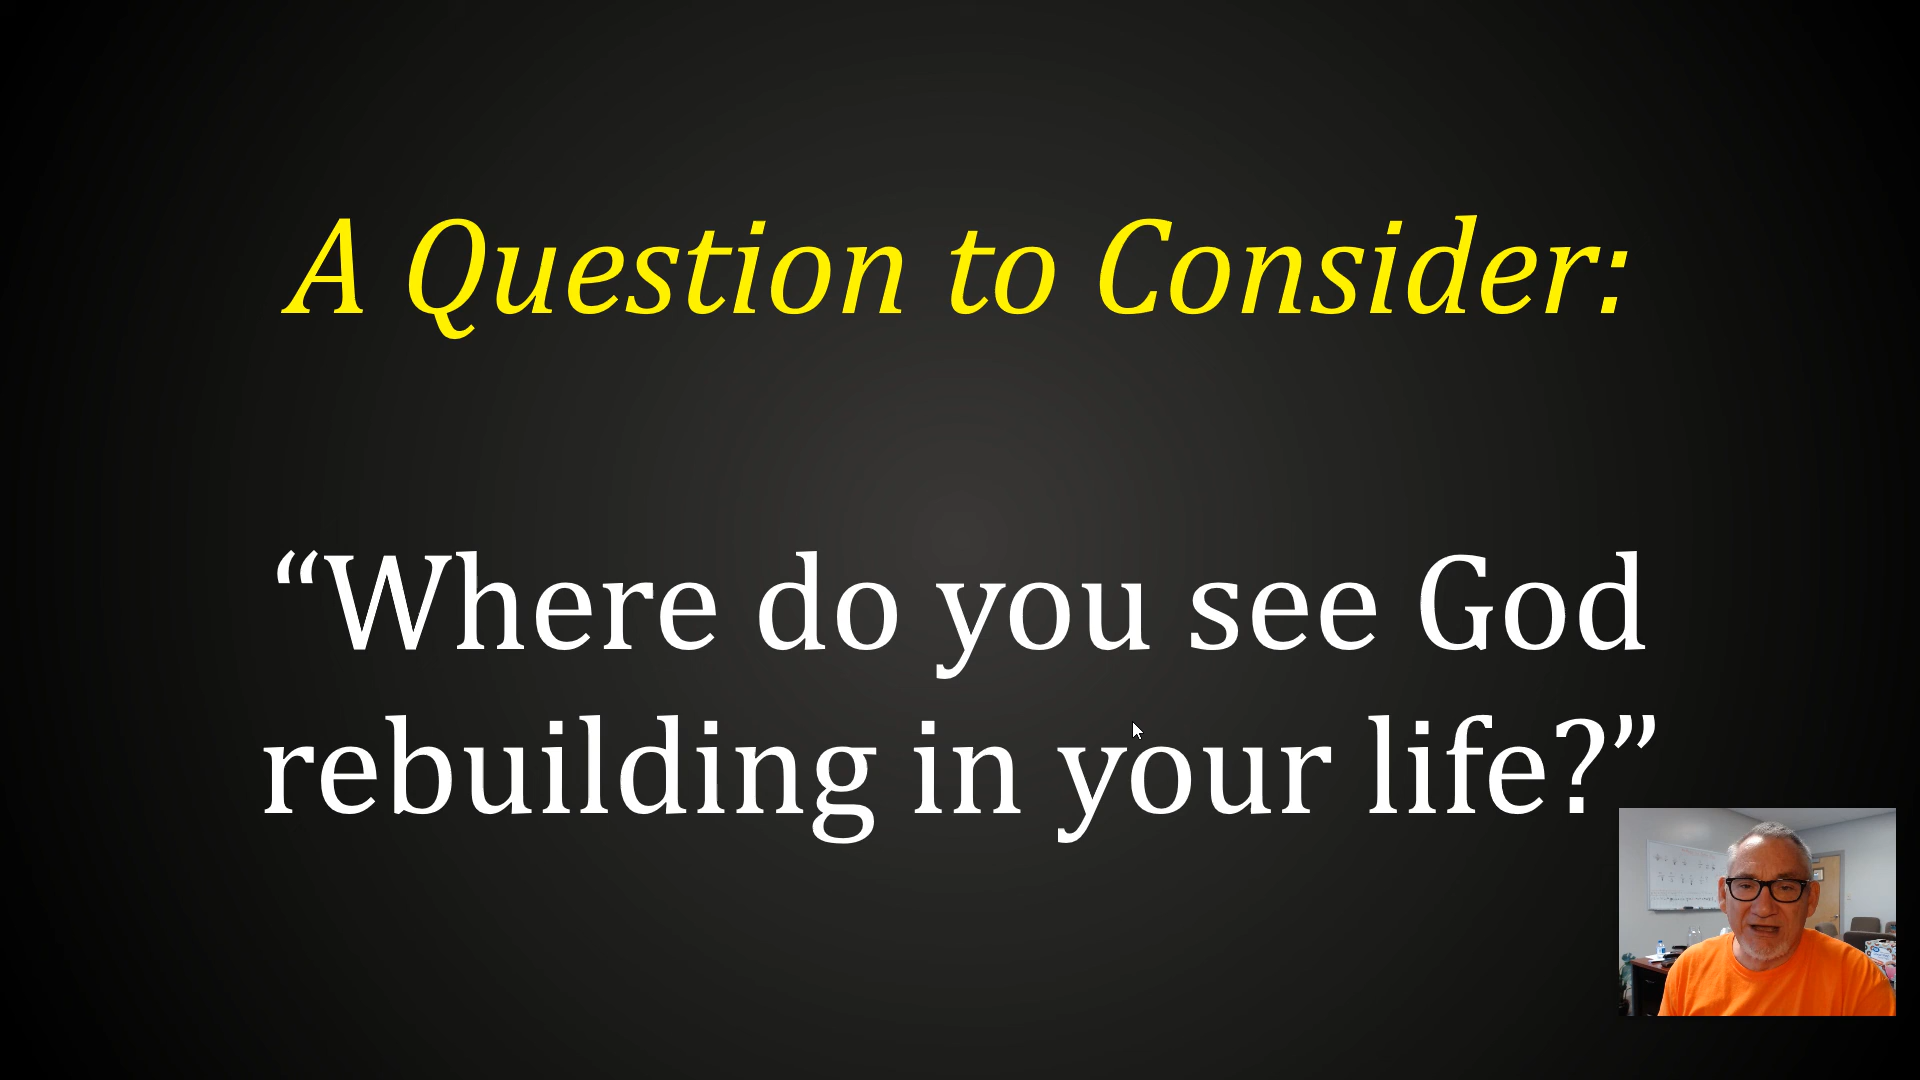 A Question to Consider:
“Where do you see God
rebuilding in your life?”